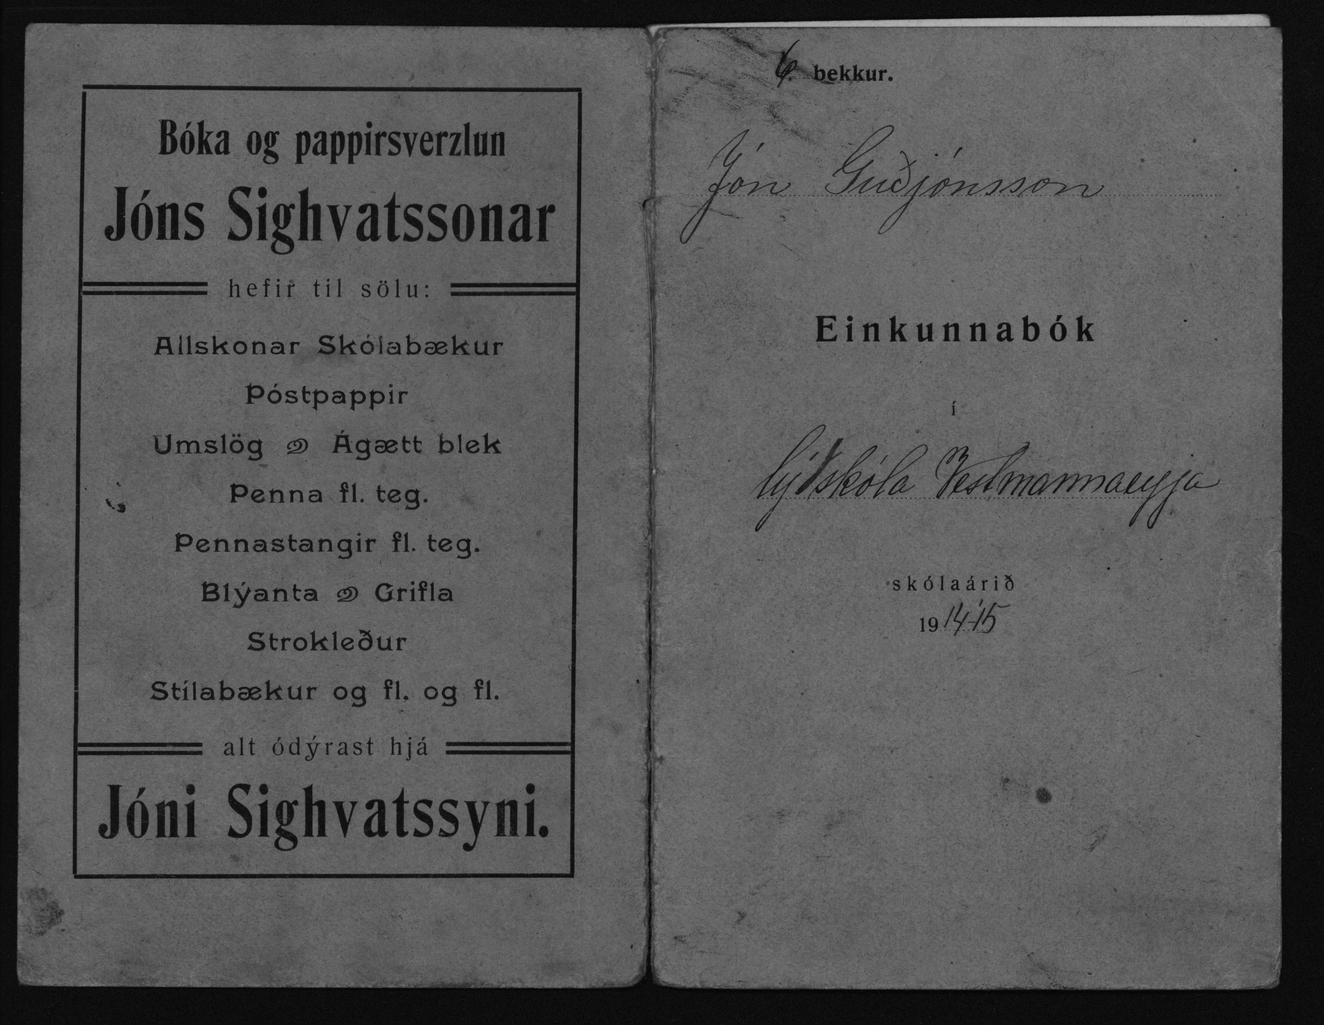 Bóka og pappirsverzlun
Jóns Sighvatssonar
hefir til sölu:
Allskonar Skólabækur
Póstpappir
Umslög Ágætt blek
Penna fl. teg.
Pennastangir fl. teg.
Blýanta Grifla
Strokleður
Stílabækur og fl. og fl.
alt ódýrast hjá
Jóni Sighvatssyni.
6. bekkur.
Jón Guðjónsson
Einkunnabók
í
lýðskóla Vestmannaeyja
skólaárið
1914-15